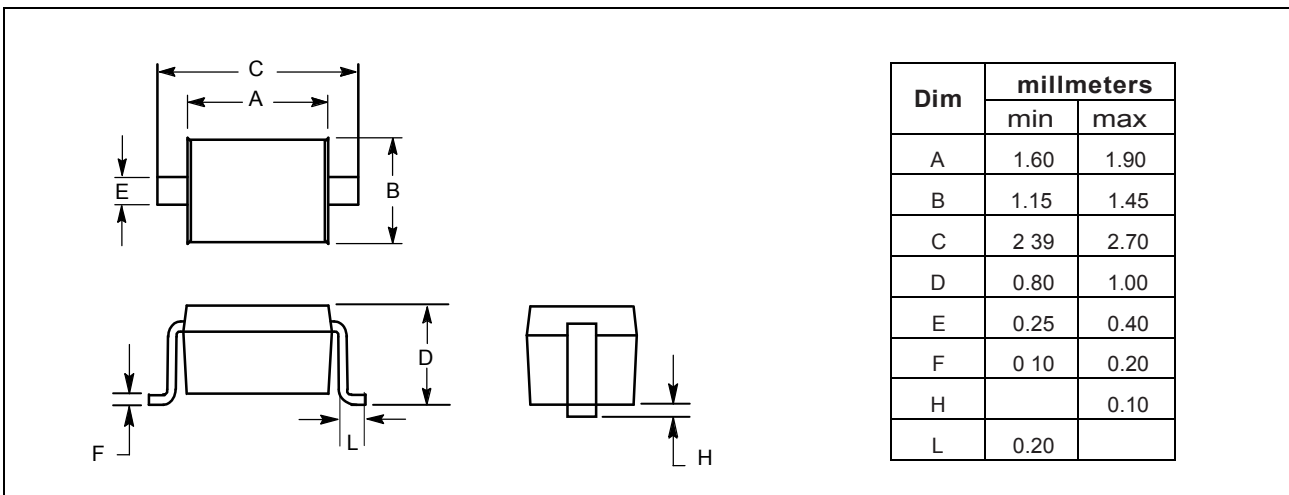 C
A
E
B
D
F
L
H
Dim millmeters
min max
A 1.60 1.90
B 1.15 1.45
C 2 39 2.70
D 0.80 1.00
E 0.25 0.40
F 0 10 0.20
H 0.10
L 0.20